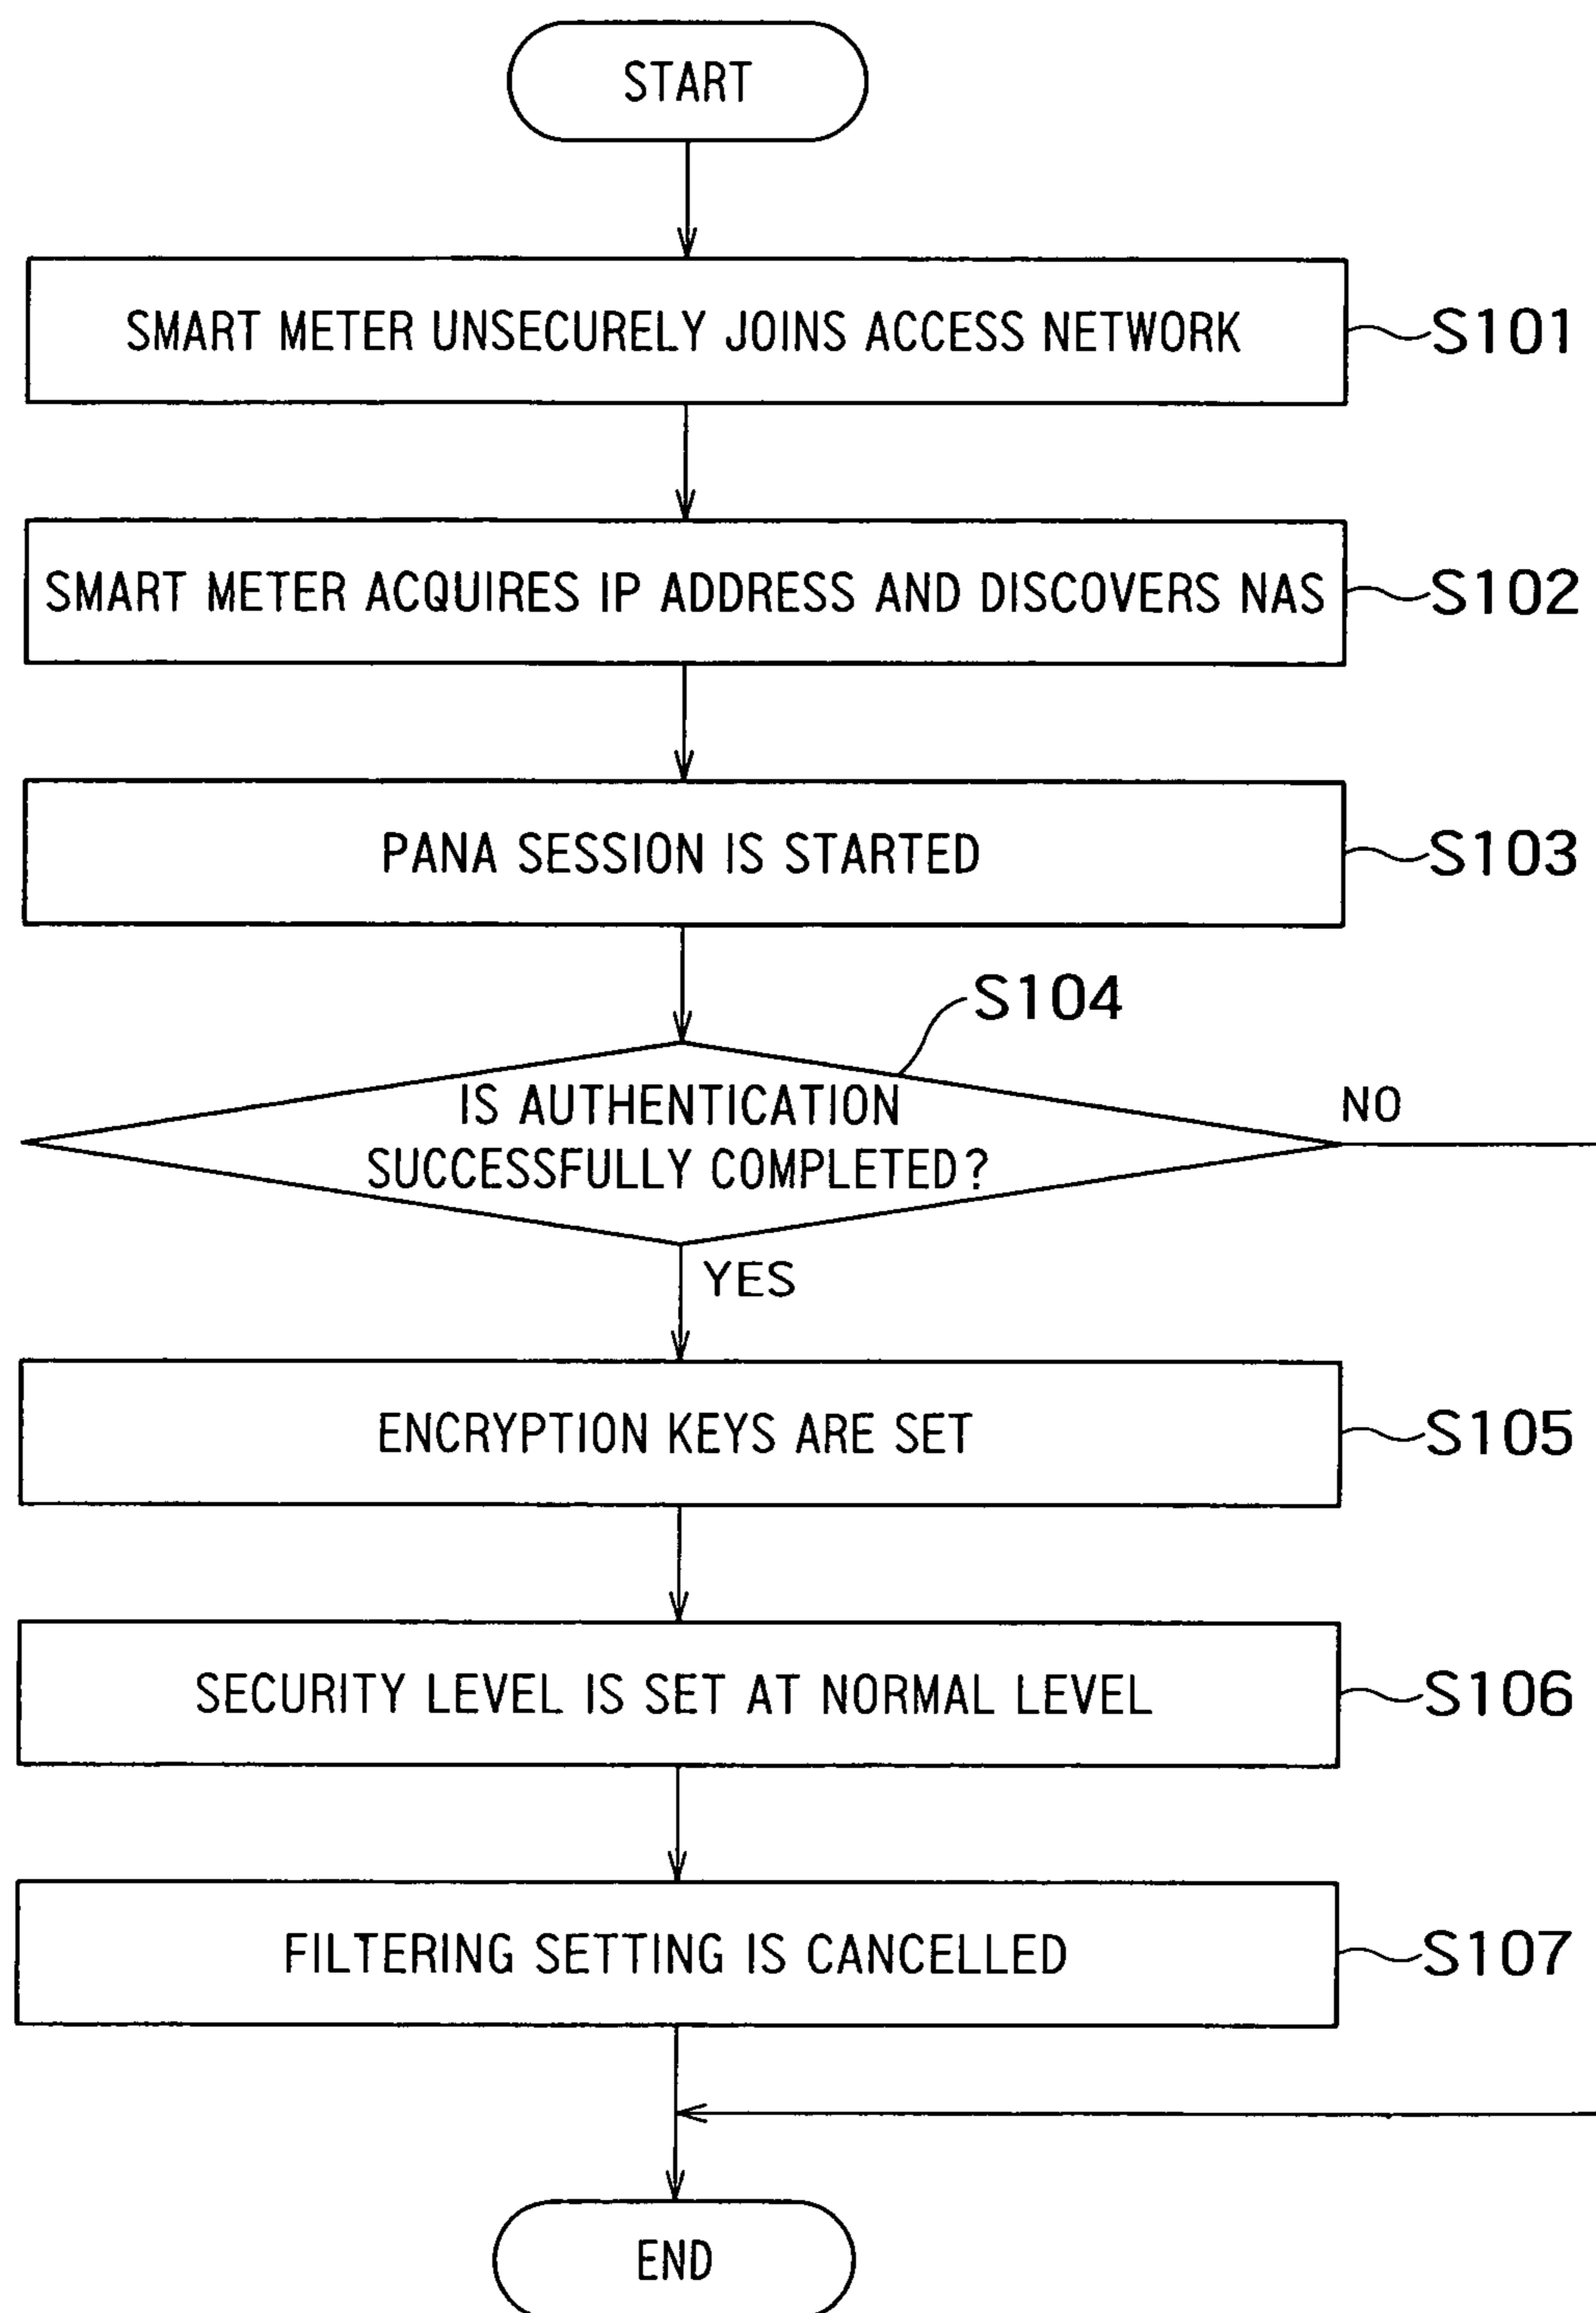 START
SMART METER UNSECURELY JOINS ACCESS NETWORK
S101
SMART METER ACQUIRES IP ADDRESS AND DISCOVERS NAS
S102
PANA SESSION IS STARTED
S103
S104
IS AUTHENTICATION
SUCCESSFULLY COMPLETED?
NO
YES
ENCRYPTION KEYS ARE SET
S105
SECURITY LEVEL IS SET AT NORMAL LEVEL
S106
FILTERING SETTING IS CANCELLED
S107
END